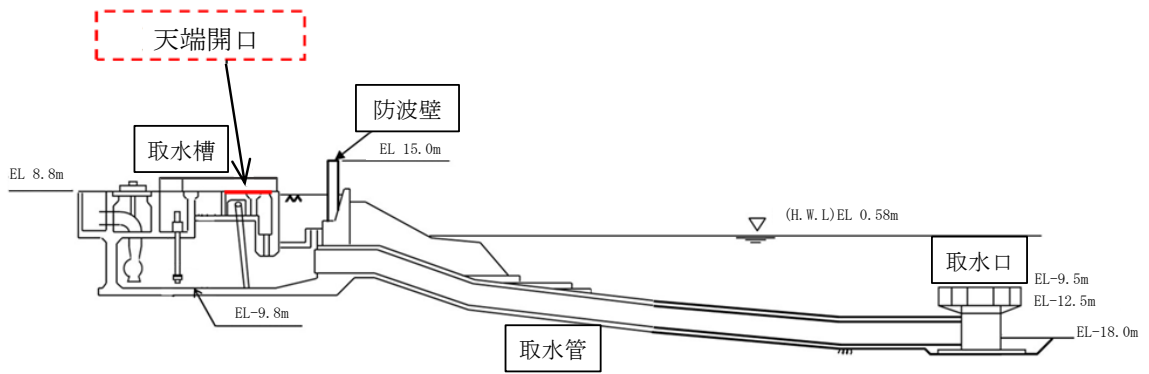 天端開口
防波壁
取水槽
EL 15.0m
EL 8.8m
(H.W.L)EL 0.58m
取水口
EL-9.5m
EL-12.5m
EL-9.8m
EL-18.0m
取水管